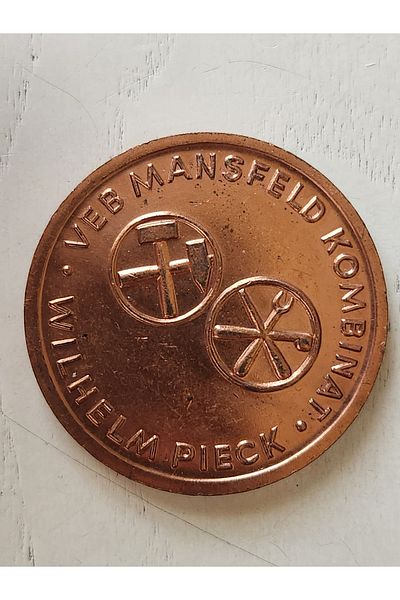 VEB MANSFELD KOMBINAT
· WILHELM PIECK ·